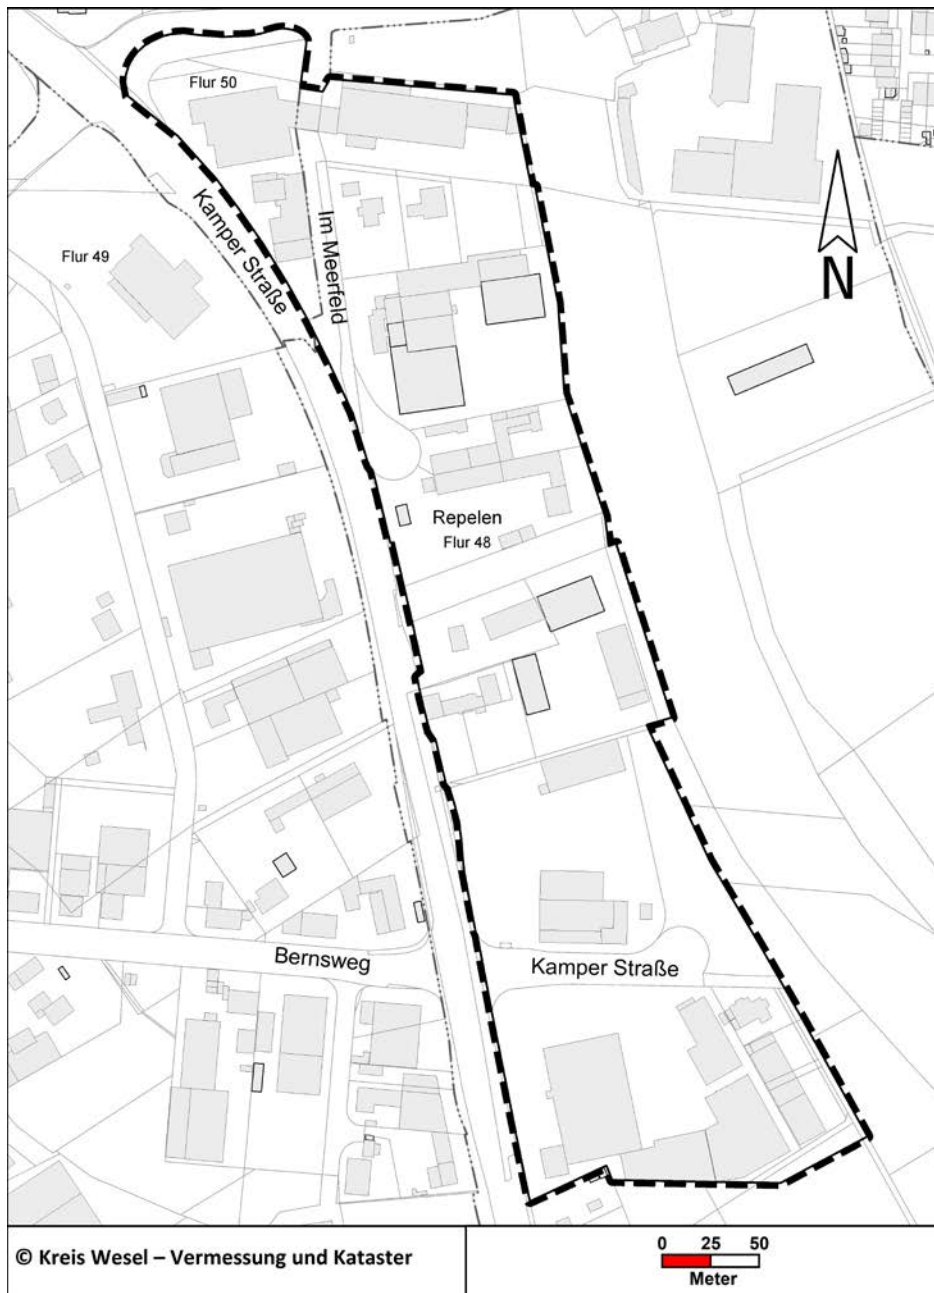 Flur 50
Kamper Straße
Im Meerfeld
Flur 49
N
Repelen
Flur 48
Bernsweg
Kamper Straße
© Kreis Wesel – Vermessung und Kataster
0 25 50
Meter